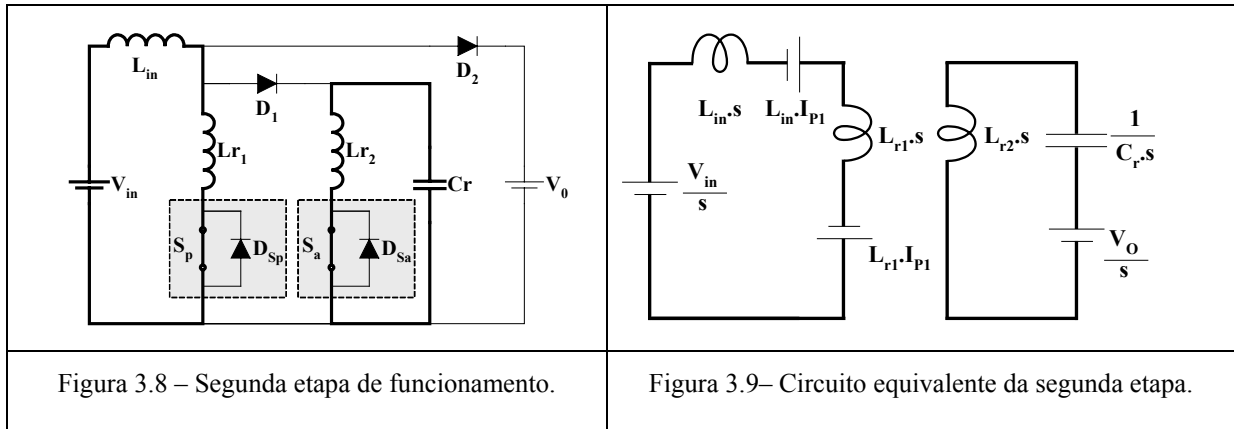 L_in
D_1
D_2
Lr_1
Lr_2
V_in
Cr
V_0
S_p
D_Sp
S_a
D_Sa
L_in.s
L_in.I_P1
L_r1.s
L_r2.s
1
C_r.s
V_in
s
L_r1.I_P1
V_O
s
Figura 3.8 – Segunda etapa de funcionamento.
Figura 3.9– Circuito equivalente da segunda etapa.